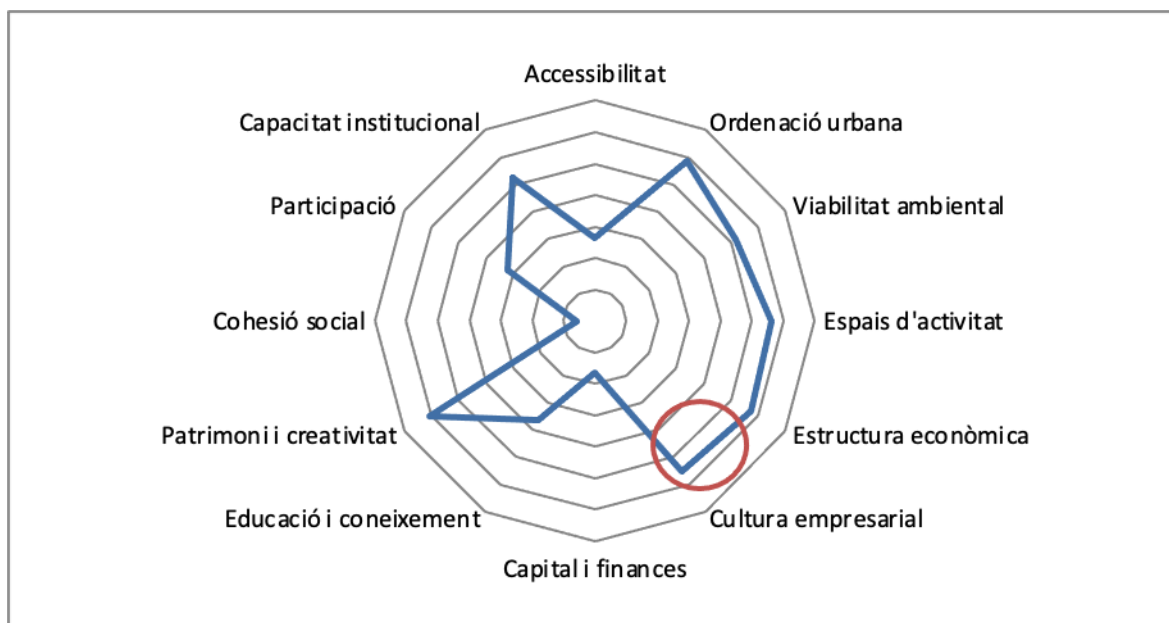 Accessibilitat
Capacitat institucional
Ordenació urbana
Participació
Viabilitat ambiental
Cohesió social
Espais d'activitat
Patrimoni i creativitat
Estructura econòmica
Educació i coneixement
Cultura empresarial
Capital i finances